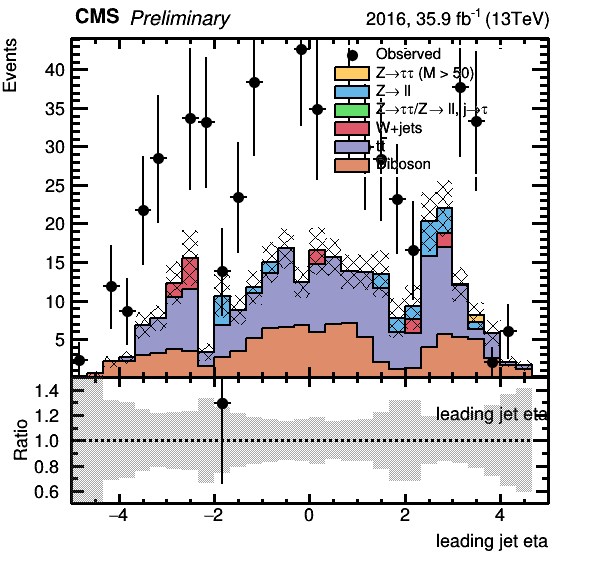 CMS Preliminary 2016, 35.9 fb⁻¹ (13TeV)
Events
Observed
Z→ττ (M > 50)
Z→ ll
Z→ττ/Z→ ll, j→τ
W+jets
tt̄
Diboson
40
35
30
25
20
15
10
5
Ratio
1.4
1.2
1.0
0.8
0.6
leading jet eta
−4 −2 0 2 4
leading jet eta